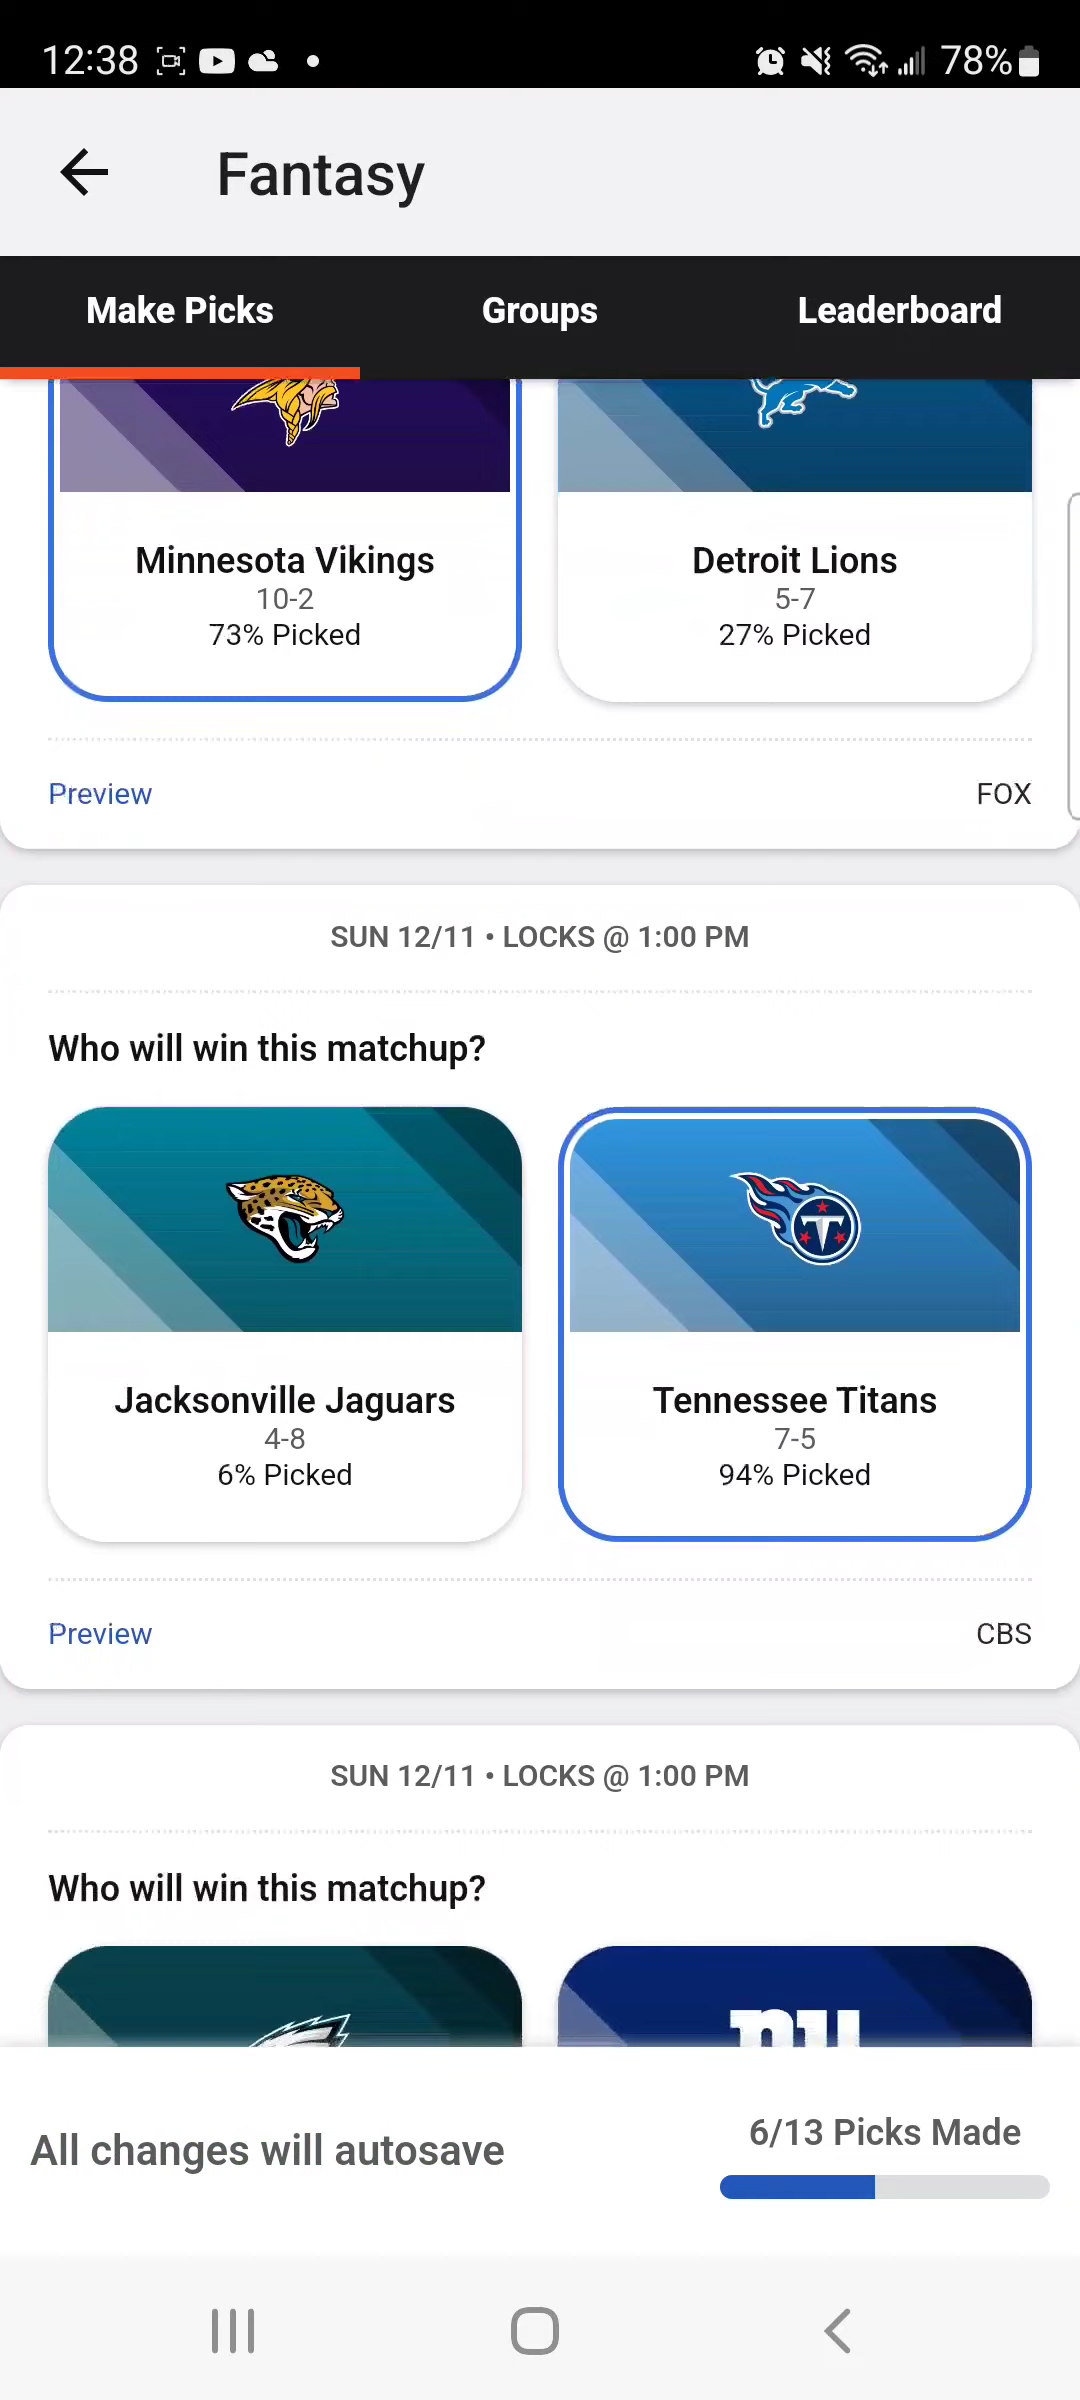 12:38
78%
Fantasy
Make Picks
Groups
Leaderboard
Minnesota Vikings
10-2
73% Picked
Detroit Lions
5-7
27% Picked
Preview
FOX
SUN 12/11 • LOCKS @ 1:00 PM
Who will win this matchup?
T
Jacksonville Jaguars
4-8
6% Picked
Tennessee Titans
7-5
94% Picked
Preview
CBS
SUN 12/11 • LOCKS @ 1:00 PM
Who will win this matchup?
ny
All changes will autosave
6/13 Picks Made